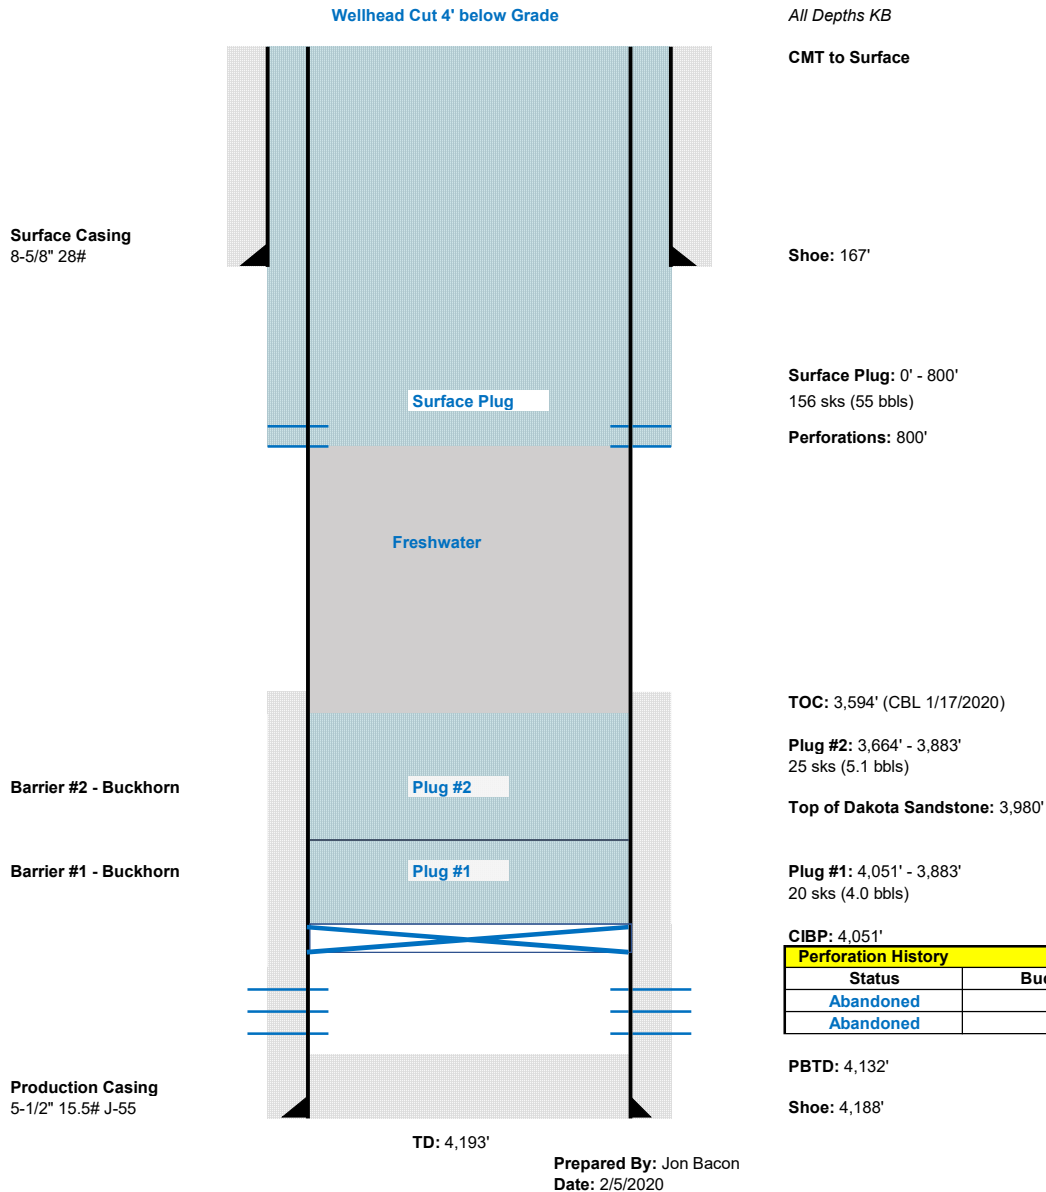 Wellhead Cut 4' below Grade
All Depths KB
CMT to Surface
Surface Casing
8-5/8" 28#
Shoe: 167'
Surface Plug: 0' - 800'
156 sks (55 bbls)
Surface Plug
Perforations: 800'
Freshwater
TOC: 3,594' (CBL 1/17/2020)
Plug #2: 3,664' - 3,883'
25 sks (5.1 bbls)
Barrier #2 - Buckhorn
Plug #2
Top of Dakota Sandstone: 3,980'
Barrier #1 - Buckhorn
Plug #1
Plug #1: 4,051' - 3,883'
20 sks (4.0 bbls)
CIBP: 4,051'
Perforation History
Status
Abandoned
Abandoned
PBTD: 4,132'
Production Casing
5-1/2" 15.5# J-55
Shoe: 4,188'
TD: 4,193'
Prepared By: Jon Bacon
Date: 2/5/2020